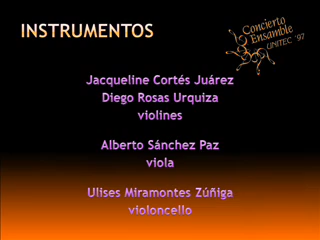 INSTRUMENTOS
Concierto
Ensamble
UNITEC '97
Jacqueline Cortés Juárez
Diego Rosas Urquiza
violines
Alberto Sánchez Paz
viola
Ulises Miramontes Zúñiga
violoncello